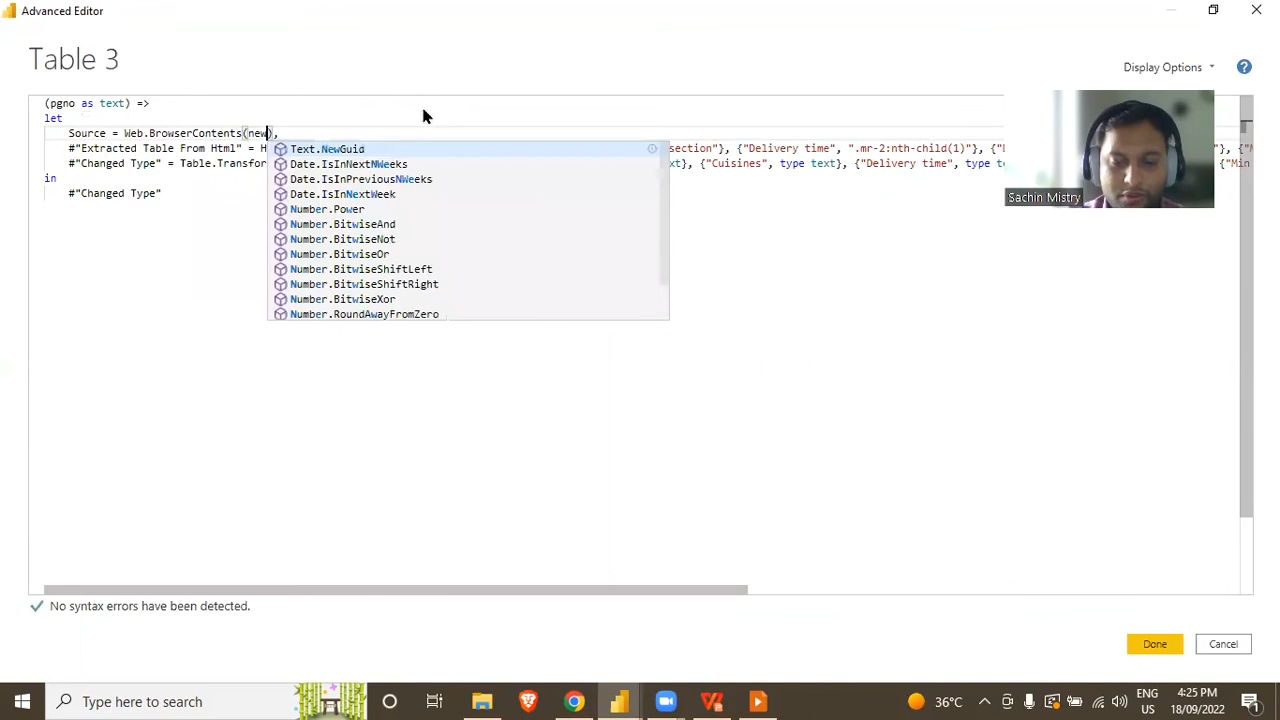 Advanced Editor
Table 3
Display Options
(pgno as text) =>
let
Source = Web.BrowserContents(new),
#"Extracted Table From Html" = H
section"}, {"Delivery time", ".mr-2:nth-child(1)"}, {"
#"Changed Type" = Table.Transfor
xt}, {"Cuisines", type text}, {"Delivery time", type t
{"Min
in
#"Changed Type"
Text.NewGuid
Date.IsInNextNWeeks
Date.IsInPreviousNWeeks
Date.IsInNextWeek
Number.Power
Number.BitwiseAnd
Number.BitwiseNot
Number.BitwiseOr
Number.BitwiseShiftLeft
Number.BitwiseShiftRight
Number.BitwiseXor
Number.RoundAwayFromZero
Sachin Mistry
No syntax errors have been detected.
Done
Cancel
Type here to search
36°C
ENG
US
4:25 PM
18/09/2022
1